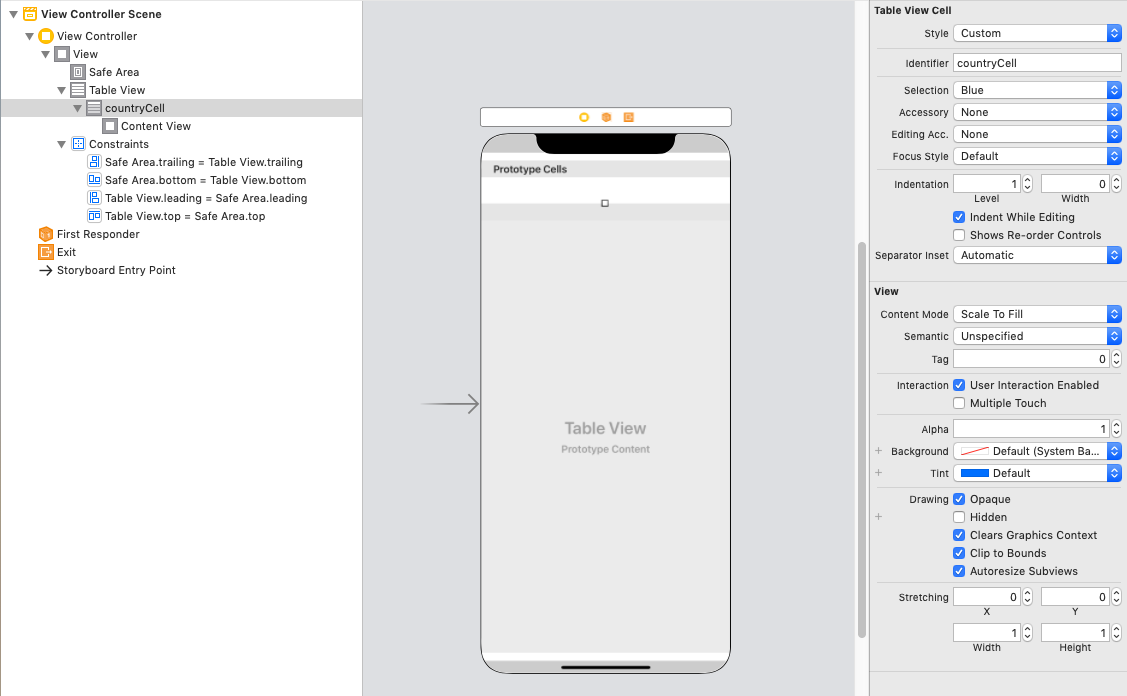 View Controller Scene
View Controller
View
Safe Area
Table View
countryCell
Content View
Constraints
Safe Area.trailing = Table View.trailing
Safe Area.bottom = Table View.bottom
Table View.leading = Safe Area.leading
Table View.top = Safe Area.top
First Responder
Exit
Storyboard Entry Point
Prototype Cells
Table View
Prototype Content
Table View Cell
Style Custom
Identifier countryCell
Selection Blue
Accessory None
Editing Acc. None
Focus Style Default
Indentation 1 0
Level Width
Indent While Editing
Shows Re-order Controls
Separator Inset Automatic
View
Content Mode Scale To Fill
Semantic Unspecified
Tag 0
Interaction User Interaction Enabled
Multiple Touch
Alpha 1
+ Background Default (System Ba...
+ Tint Default
Drawing Opaque
+ Hidden
Clears Graphics Context
Clip to Bounds
Autoresize Subviews
Stretching 0 0
X Y
1 1
Width Height